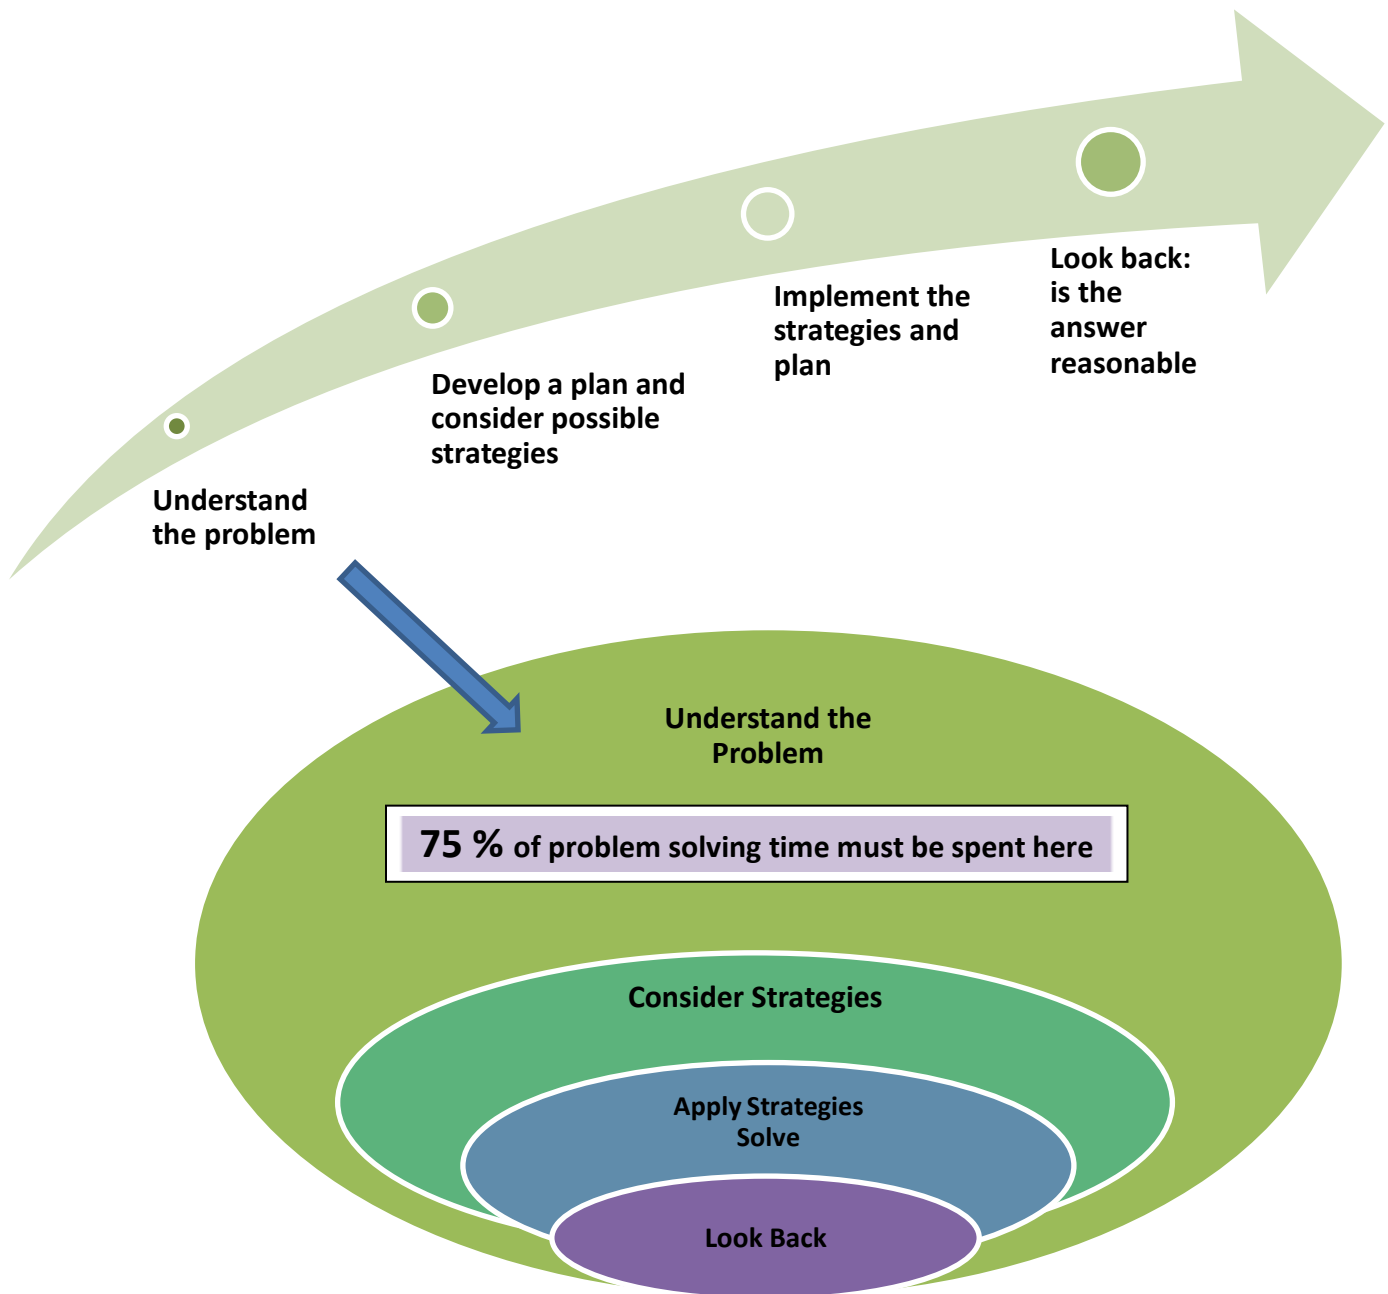 Understand
the problem
Develop a plan and
consider possible
strategies
Implement the
strategies and
plan
Look back:
is the
answer
reasonable
Understand the
Problem
75 % of problem solving time must be spent here
Consider Strategies
Apply Strategies
Solve
Look Back